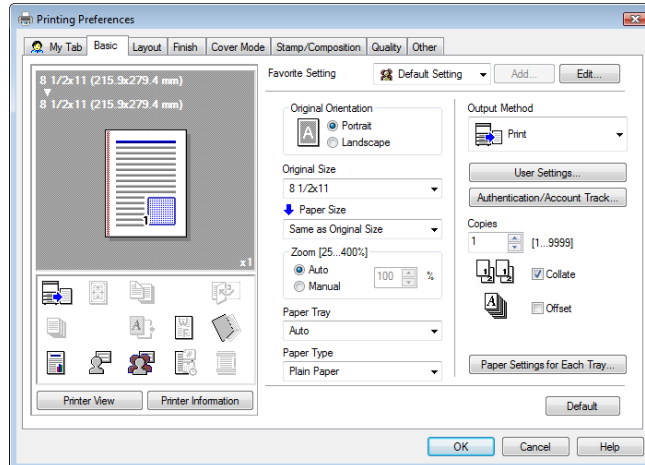 Printing Preferences
My Tab Basic Layout Finish Cover Mode Stamp/Composition Quality Other
8 1/2x11 (215.9x279.4 mm)
8 1/2x11 (215.9x279.4 mm)
1
x1
Printer View Printer Information
Favorite Setting Default Setting Add... Edit...
Original Orientation
A Portrait
Landscape
Original Size
8 1/2x11
Paper Size
Same as Original Size
Zoom [25...400%]
Auto
Manual
100 %
Paper Tray
Auto
Paper Type
Plain Paper
Output Method
Print
User Settings...
Authentication/Account Track...
Copies
1 [1...9999]
Collate
Offset
Paper Settings for Each Tray...
Default
OK Cancel Help